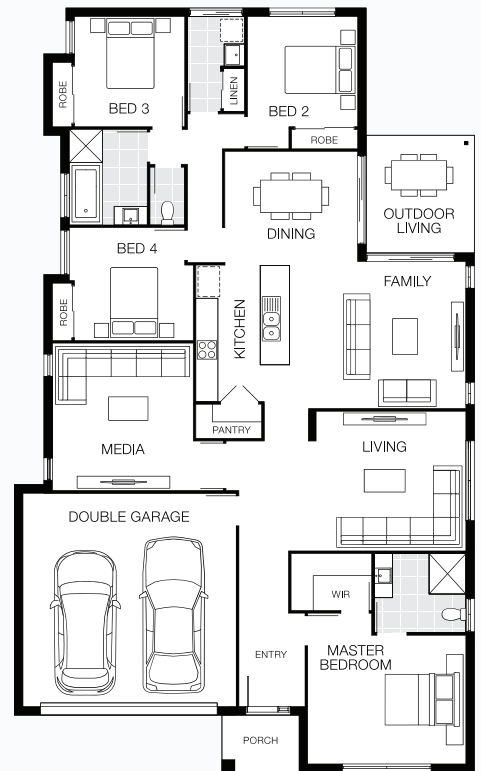 ROBE
BED 3
LINEN
BED 2
ROBE
OUTDOOR
LIVING
DINING
BED 4
FAMILY
ROBE
KITCHEN
PANTRY
MEDIA
LIVING
DOUBLE GARAGE
WIR
ENTRY
MASTER
BEDROOM
PORCH